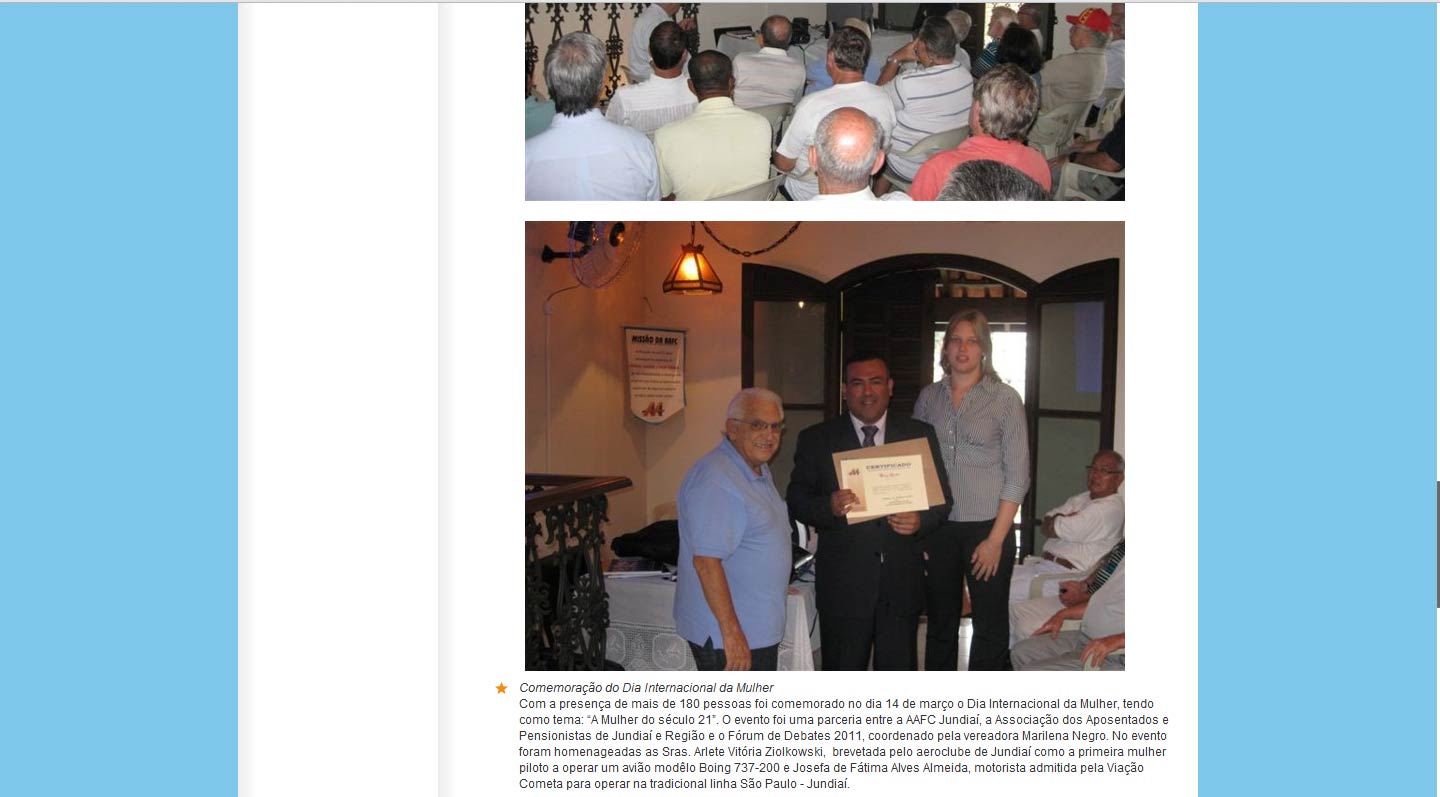 MISSÃO DA AAFC
CERTIFICADO
Comemoração do Dia Internacional da Mulher
Com a presença de mais de 180 pessoas foi comemorado no dia 14 de março o Dia Internacional da Mulher, tendo
como tema: “A Mulher do século 21”. O evento foi uma parceria entre a AAFC Jundiaí, a Associação dos Aposentados e
Pensionistas de Jundiaí e Região e o Fórum de Debates 2011, coordenado pela vereadora Marilena Negro. No evento
foram homenageadas as Sras. Arlete Vitória Ziolkowski,  brevetada pelo aeroclube de Jundiaí como a primeira mulher
piloto a operar um avião modêlo Boing 737-200 e Josefa de Fátima Alves Almeida, motorista admitida pela Viação
Cometa para operar na tradicional linha São Paulo - Jundiaí.